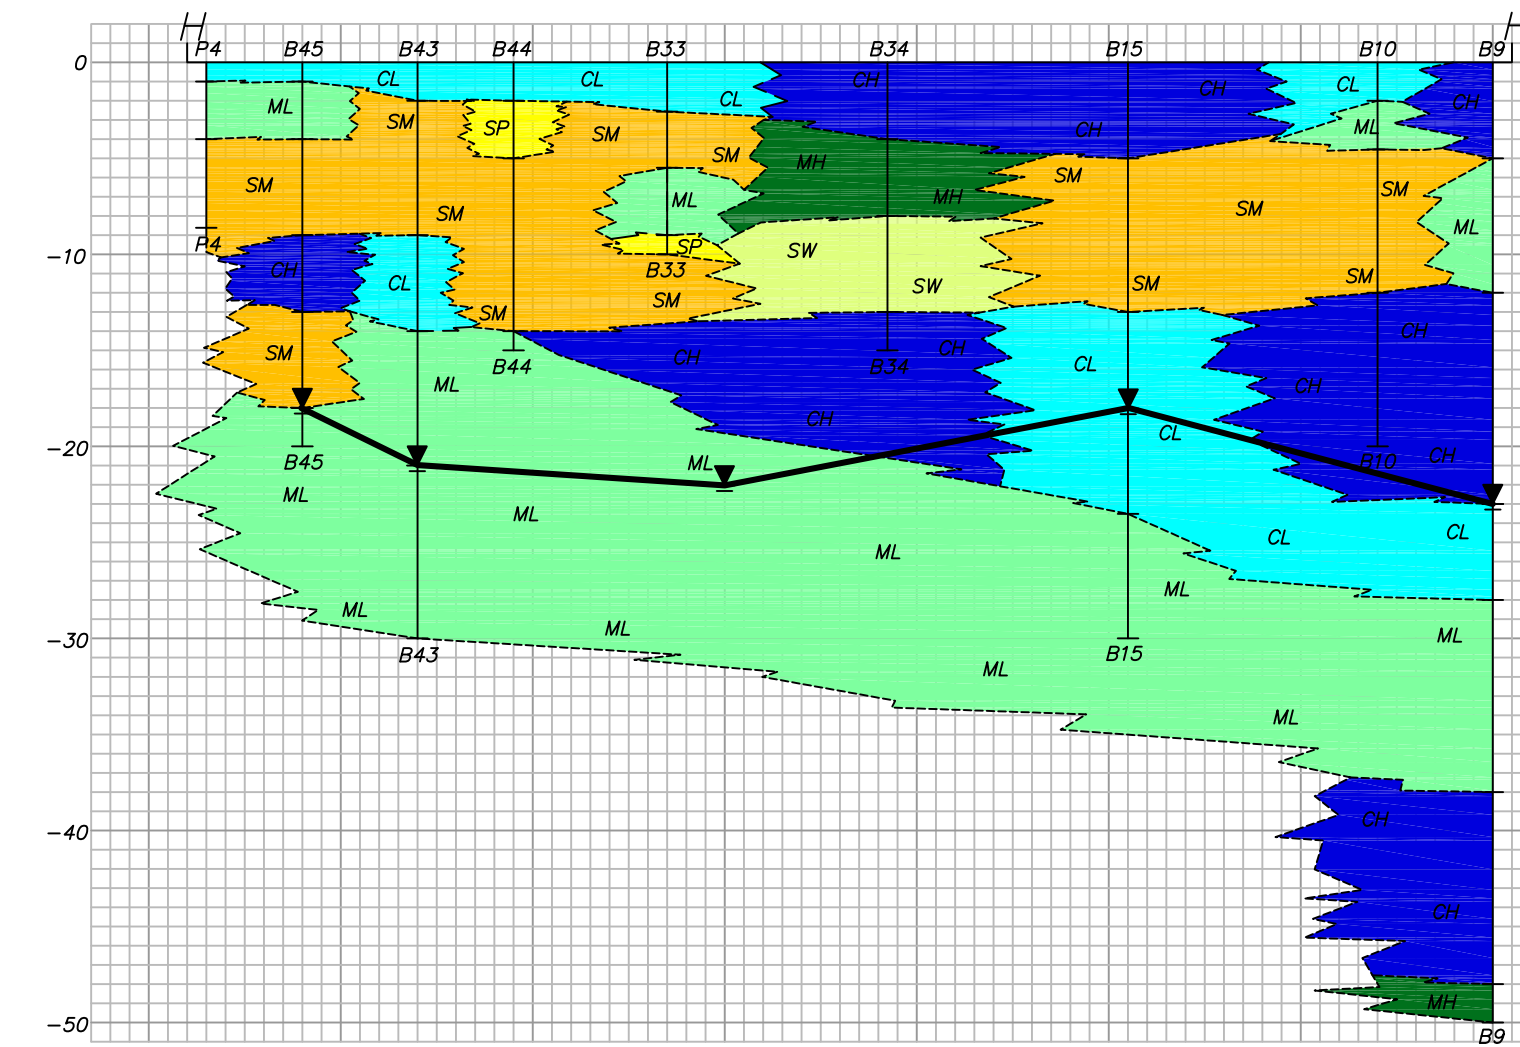 H
P4 B45 B43 B44 B33 B34 B15 B10 B9
0
CL CL CH CH CL
CL CH
ML SM SP SM CH ML
SM MH SM
SM ML MH SM SM
SM ML
P4 SP SW
-10
CH CL B33 SW SM SM
SM SM
SM CH CH CL CH
B44 B34
ML CH
CH CL
-20
B45 ML B10 CH
ML
ML CL CL
ML
ML ML
-30
B43 ML B15 ML
ML
ML
-40
CH
CH
MH
-50
B9